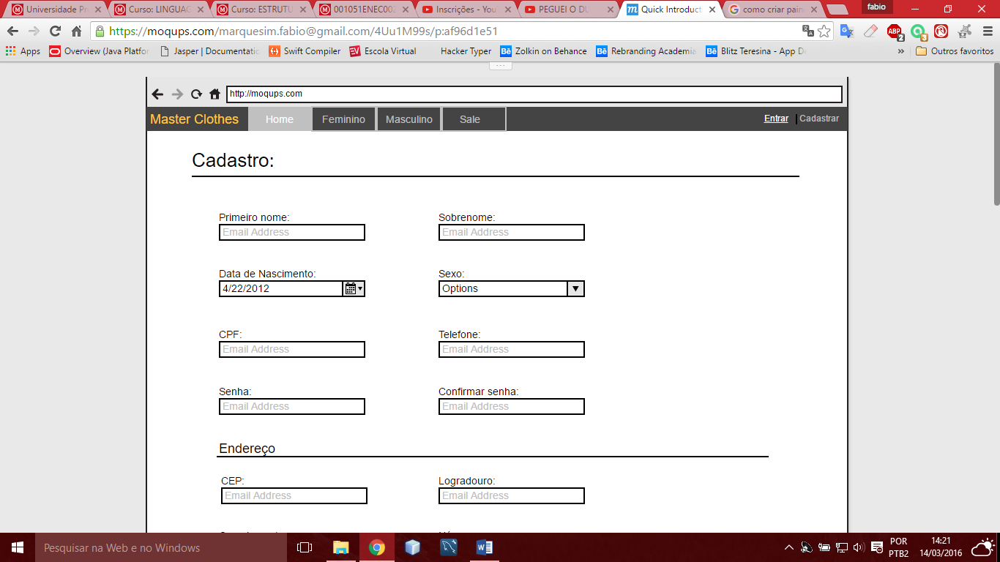 Universidade Pr
Curso: LINGUAG
Curso: ESTRUTU
001051ENEC002
Inscrições - You
PEGUEI O DU
Quick Introduct
como criar pain
fabio
https://moqups.com/marquesim.fabio@gmail.com/4Uu1M99s/p:af96d1e51
ABP 2 3
Apps Overview (Java Platfor Jasper | Documentatio Swift Compiler Escola Virtual Hacker Typer Zolkin on Behance Rebranding Academia Blitz Teresina - App De » Outros favoritos
http://moqups.com
Master Clothes Home Feminino Masculino Sale Entrar | Cadastrar
Cadastro:
Primeiro nome: Sobrenome:
Email Address Email Address
Data de Nascimento: Sexo:
4/22/2012 Options
CPF: Telefone:
Email Address Email Address
Senha: Confirmar senha:
Email Address Email Address
Endereço
CEP: Logradouro:
Email Address Email Address
Pesquisar na Web e no Windows
POR
PTB2
14:21
14/03/2016